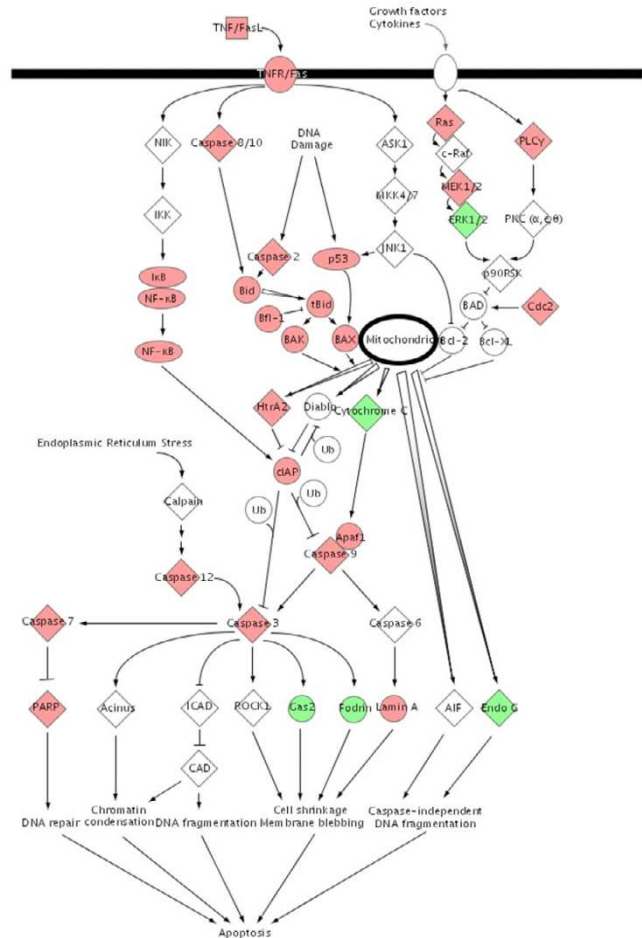 TNF/FasL
Growth factors
Cytokines
TNFR/Fas
NIK
Caspase 8/10
DNA
Damage
ASK1
Ras
c-Raf
PLCγ
MEK1/2
ERK1/2
IKK
MKK4/7
PKC (α,ε,θ)
JNK1
Caspase 2
p53
p90RSK
IκB
NF-κB
Bid
tBid
Bfl-1
BAD
Cdc2
BAK
BAX
Mitochondric
Bcl-2
Bcl-XL
NF-κB
HtrA2
Diablo
Cytochrome C
Ub
cIAP
Endoplasmic Reticulum Stress
Ub
Calpain
Ub
Apaf1
Caspase 9
Caspase 12
Caspase 7
Caspase 3
Caspase 6
PARP
Acinus
ICAD
ROCK1
Gas2
Fodrin
Lamin A
AIF
Endo G
CAD
DNA repair
Chromatin
condensation
DNA fragmentation
Cell shrinkage
Membrane blebbing
Caspase-independent
DNA fragmentation
Apoptosis